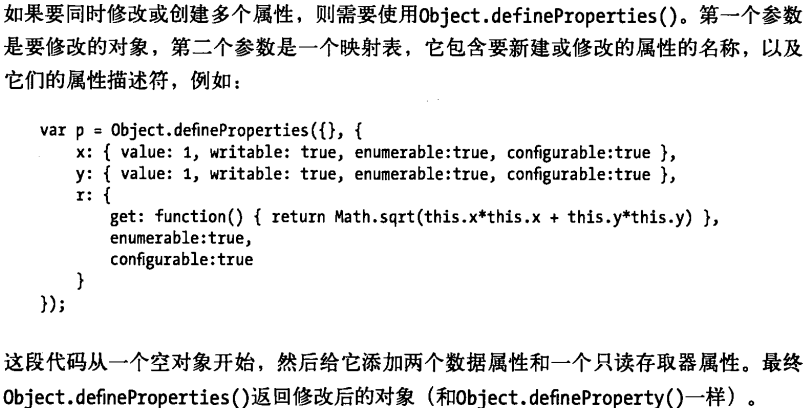 如果要同时修改或创建多个属性，则需要使用Object.defineProperties()。第一个参数
是要修改的对象，第二个参数是一个映射表，它包含要新建或修改的属性的名称，以及
它们的属性描述符，例如：
var p = Object.defineProperties({}, {
    x: { value: 1, writable: true, enumerable:true, configurable:true },
    y: { value: 1, writable: true, enumerable:true, configurable:true },
    r: {
        get: function() { return Math.sqrt(this.x*this.x + this.y*this.y) },
        enumerable:true,
        configurable:true
    }
});
这段代码从一个空对象开始，然后给它添加两个数据属性和一个只读存取器属性。最终
Object.defineProperties()返回修改后的对象（和Object.defineProperty()一样）。